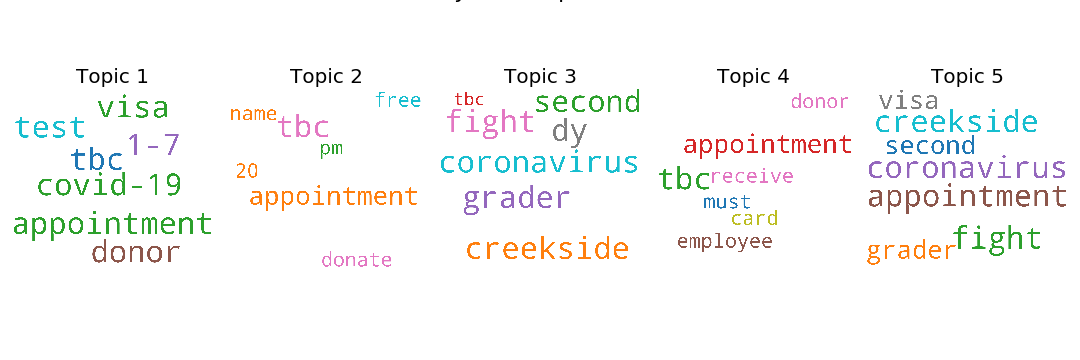 Topic 1
visa
test
1-7
tbc
covid-19
appointment
donor
Topic 2
free
name
tbc
pm
20
appointment
donate
Topic 3
tbc
second
fight
dy
coronavirus
grader
creekside
Topic 4
donor
appointment
tbc
receive
must
card
employee
Topic 5
visa
creekside
second
coronavirus
appointment
fight
grader